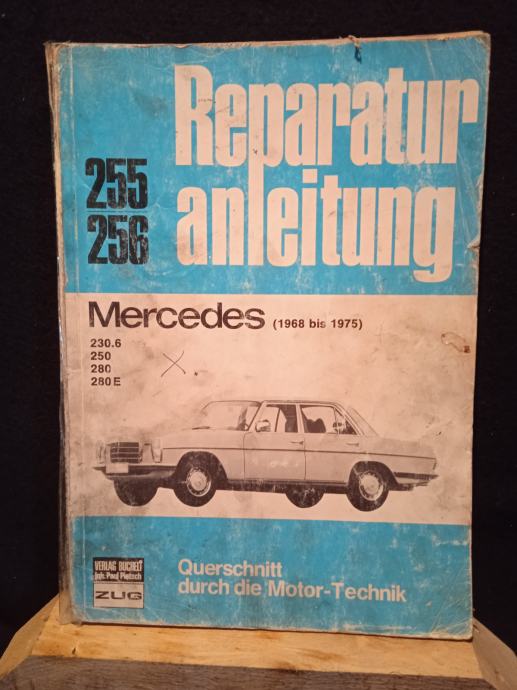 Reparatur
anleitung
255
256
Mercedes (1968 bis 1975)
230.6
250
280
280 E
Querschnitt
durch die Motor-Technik
VERLAG BUCHELI
Inh. Paul Pietsch
ZUG